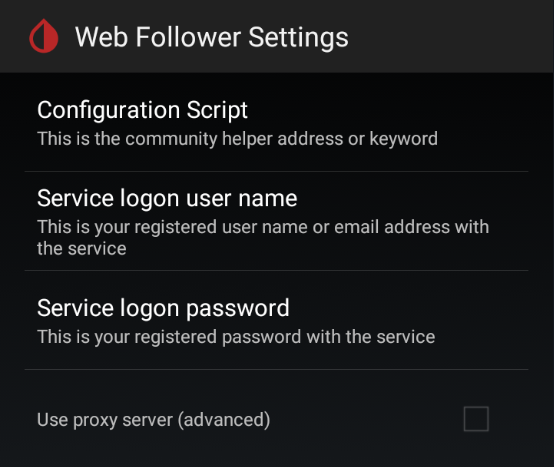 Web Follower Settings
Configuration Script
This is the community helper address or keyword
Service logon user name
This is your registered user name or email address with
the service
Service logon password
This is your registered password with the service
Use proxy server (advanced)